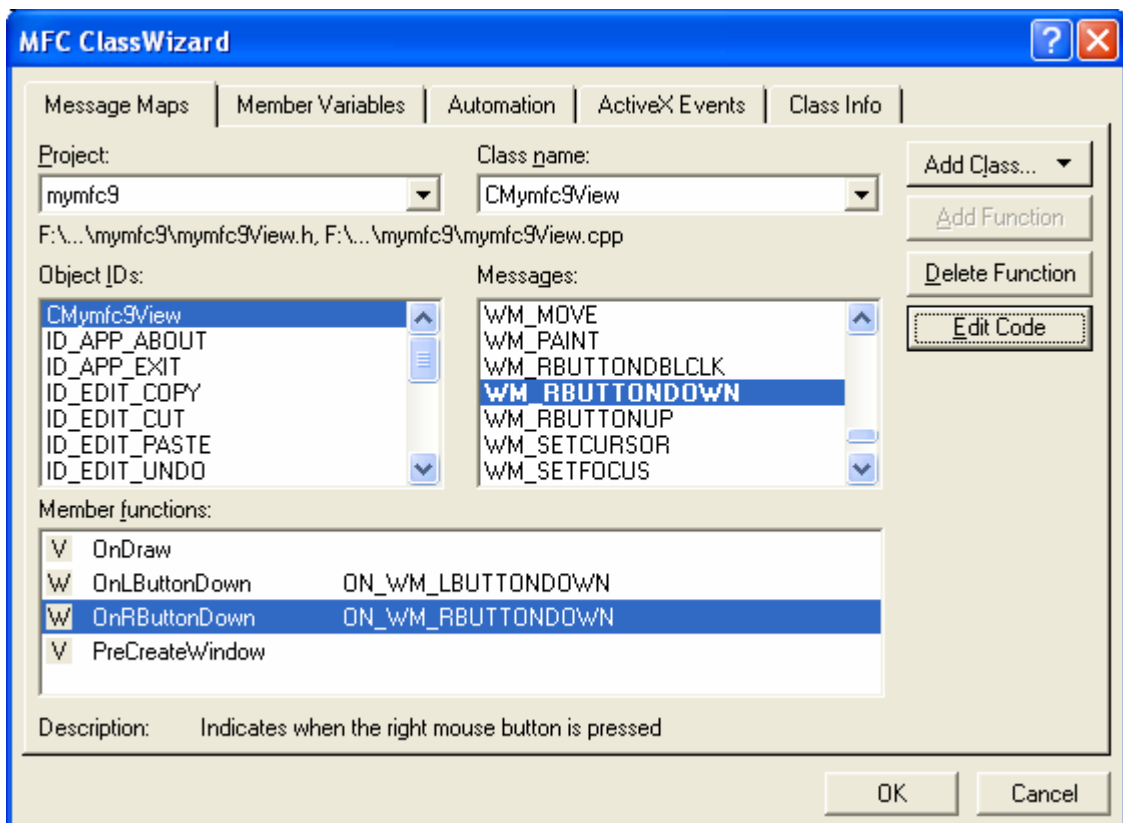 MFC ClassWizard
Message Maps Member Variables Automation ActiveX Events Class Info
Project:
Class name:
Add Class...
mymfc9
CMymfc9View
Add Function
F:\...\mymfc9\mymfc9View.h, F:\...\mymfc9\mymfc9View.cpp
Delete Function
Edit Code
Object IDs:
CMymfc9View
ID_APP_ABOUT
ID_APP_EXIT
ID_EDIT_COPY
ID_EDIT_CUT
ID_EDIT_PASTE
ID_EDIT_UNDO
Messages:
WM_MOVE
WM_PAINT
WM_RBUTTONDBLCLK
WM_RBUTTONDOWN
WM_RBUTTONUP
WM_SETCURSOR
WM_SETFOCUS
Member functions:
V OnDraw
W OnLButtonDown ON_WM_LBUTTONDOWN
W OnRButtonDown ON_WM_RBUTTONDOWN
V PreCreateWindow
Description: Indicates when the right mouse button is pressed
OK Cancel